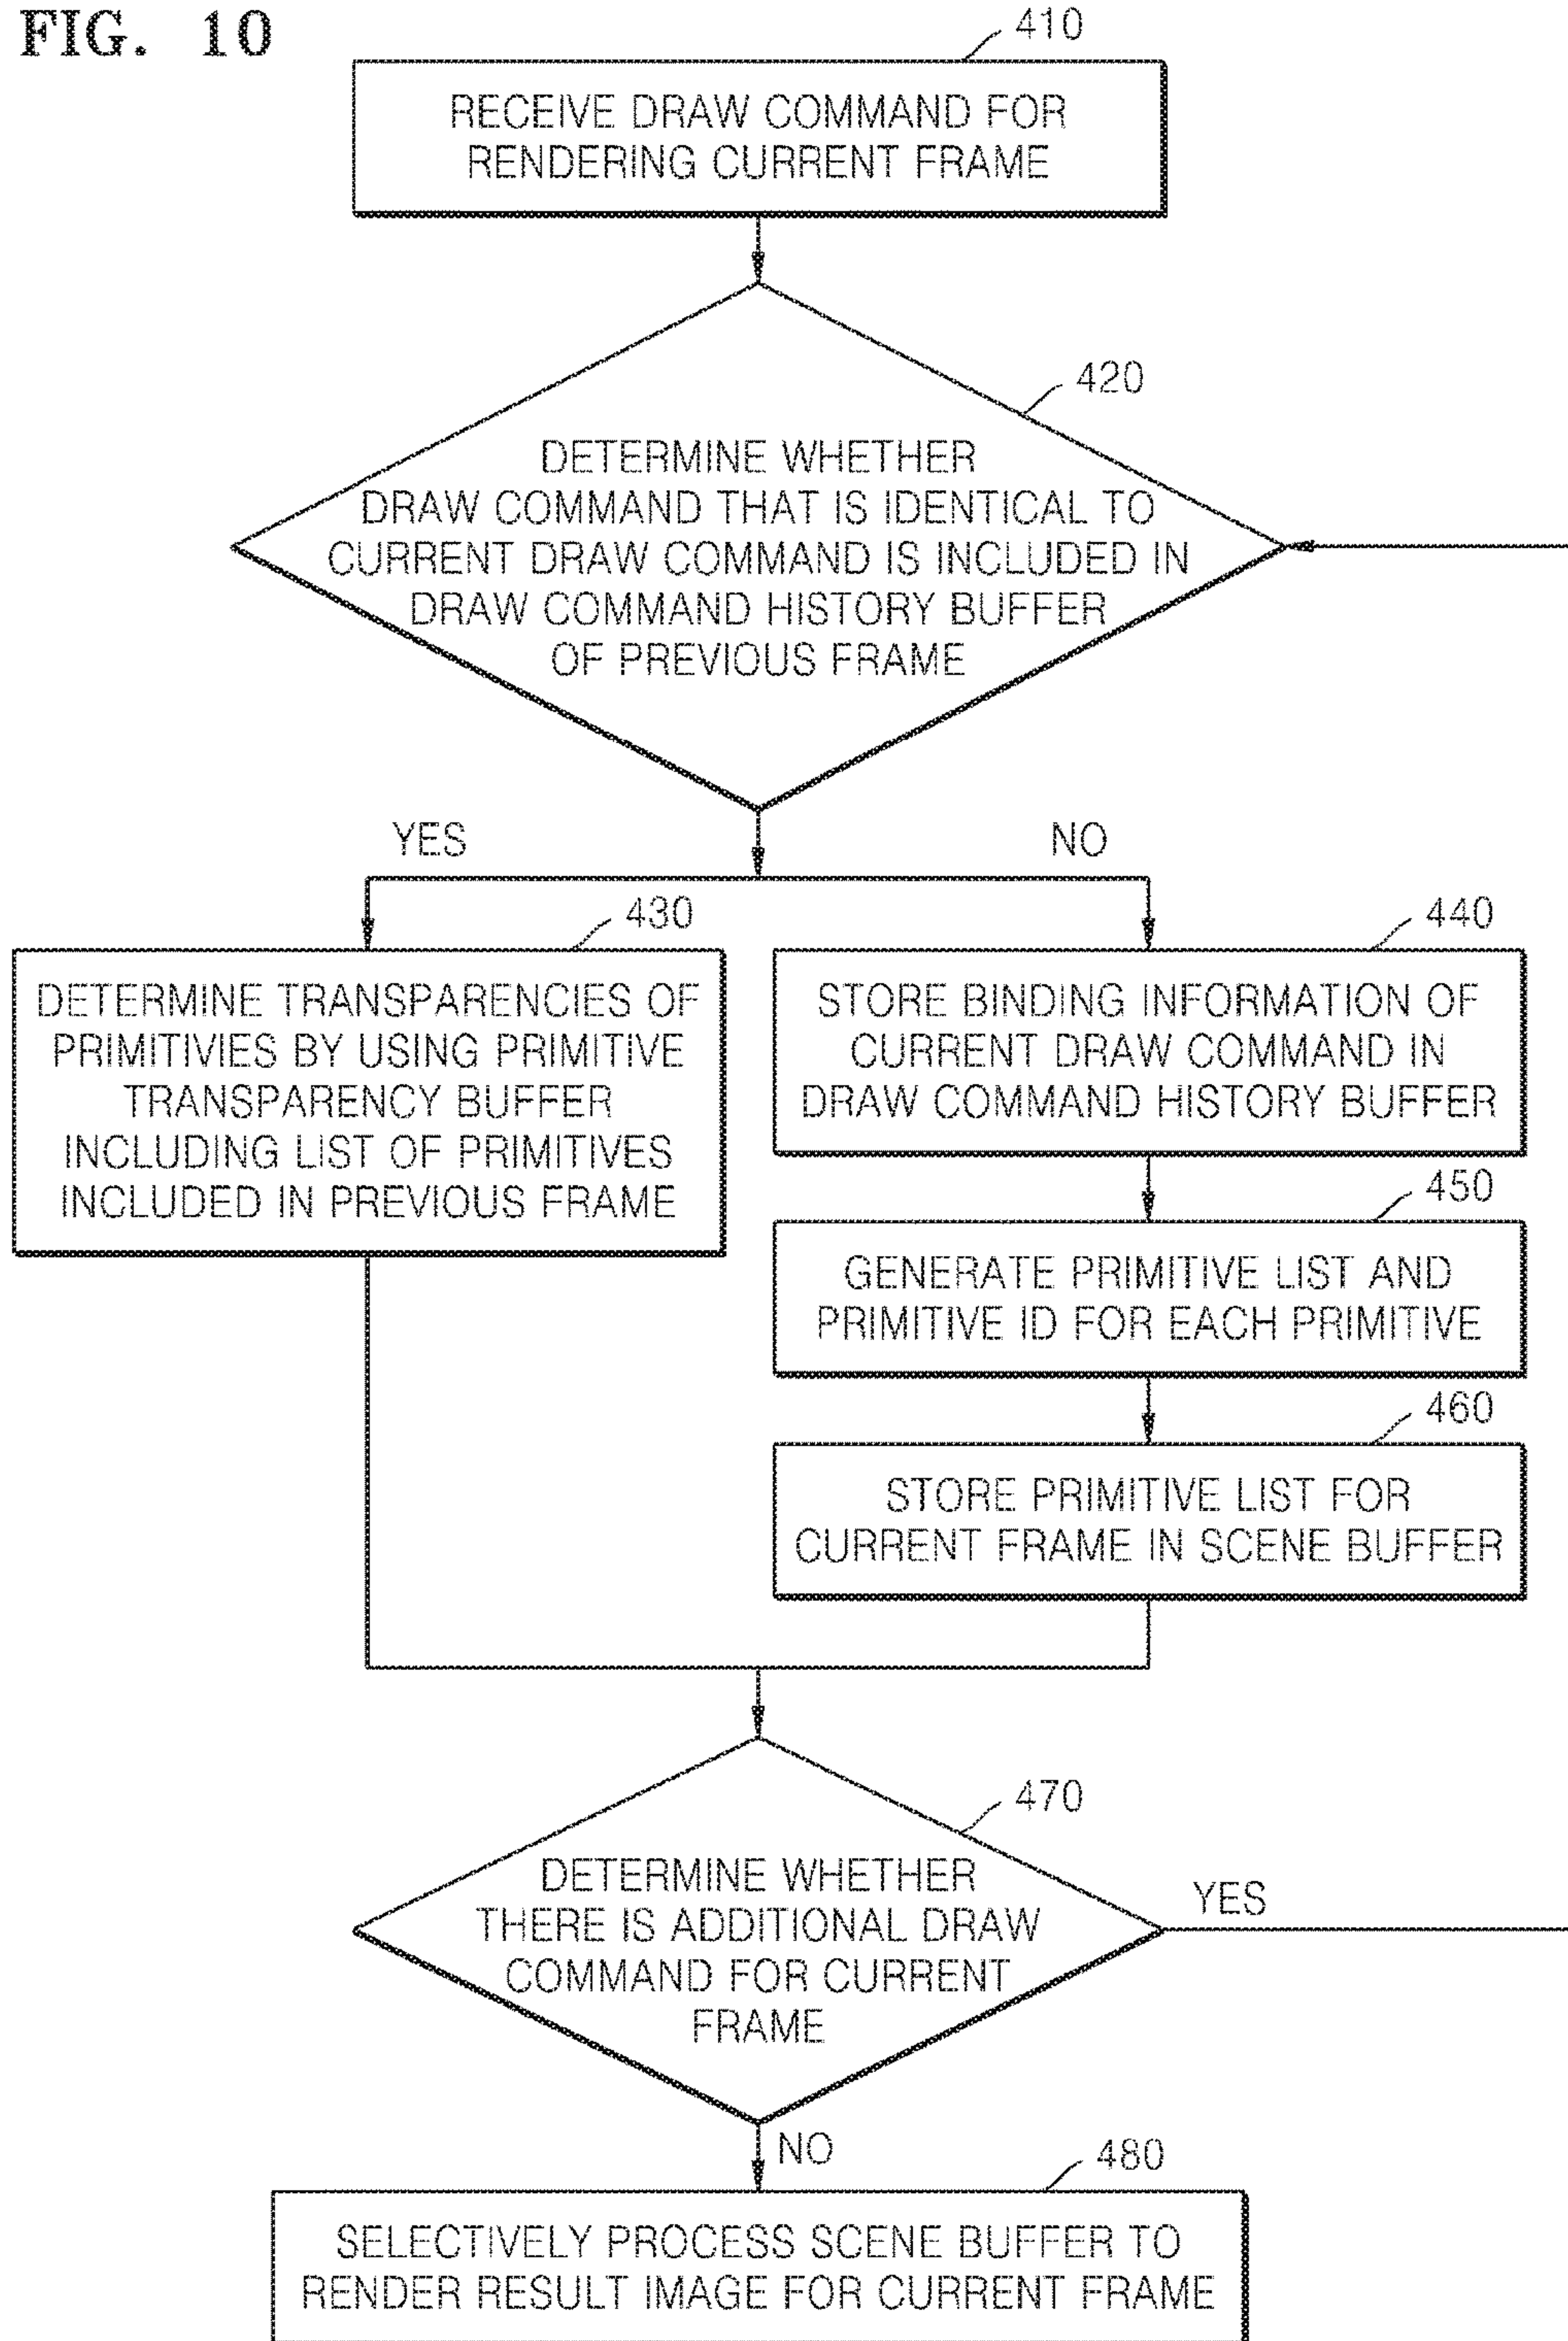 FIG. 10
410
RECEIVE DRAW COMMAND FOR
RENDERING CURRENT FRAME
420
DETERMINE WHETHER
DRAW COMMAND THAT IS IDENTICAL TO
CURRENT DRAW COMMAND IS INCLUDED IN
DRAW COMMAND HISTORY BUFFER
OF PREVIOUS FRAME
YES
NO
430
DETERMINE TRANSPARENCIES OF
PRIMITIVIES BY USING PRIMITIVE
TRANSPARENCY BUFFER
INCLUDING LIST OF PRIMITIVES
INCLUDED IN PREVIOUS FRAME
440
STORE BINDING INFORMATION OF
CURRENT DRAW COMMAND IN
DRAW COMMAND HISTORY BUFFER
450
GENERATE PRIMITIVE LIST AND
PRIMITIVE ID FOR EACH PRIMITIVE
460
STORE PRIMITIVE LIST FOR
CURRENT FRAME IN SCENE BUFFER
470
DETERMINE WHETHER
THERE IS ADDITIONAL DRAW
COMMAND FOR CURRENT
FRAME
YES
NO
480
SELECTIVELY PROCESS SCENE BUFFER TO
RENDER RESULT IMAGE FOR CURRENT FRAME